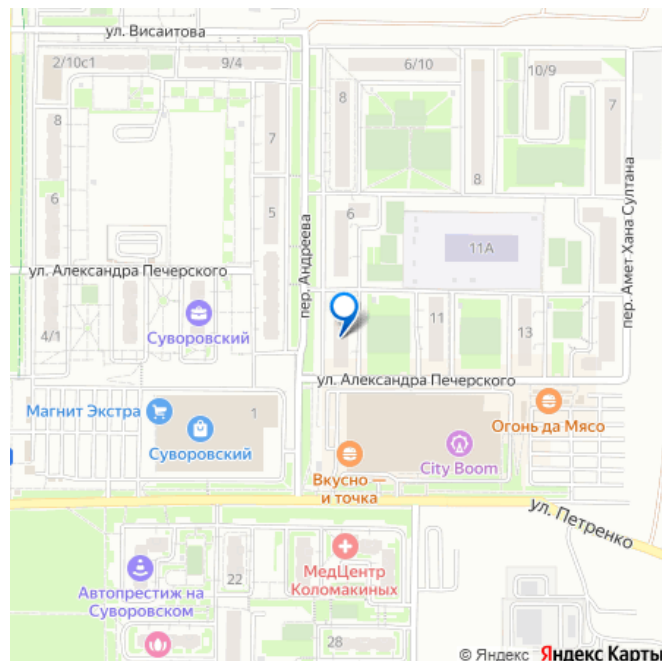 ул. Висаитова
2/10с1
9/4
6/10
10/9
8
8
7
7
6
5
8
6
пер. Андреева
11А
пер. Амет Хана Султана
ул. Александра Печерского
4/1
Суворовский
11
13
ул. Александра Печерского
Магнит Экстра
1
Суворовский
Огонь да Мясо
City Boom
Вкусно —
и точка
ул. Петренко
МедЦентр
Коломакиных
22
Автопрестиж на
Суворовском
28
© Яндекс Яндекс Карты